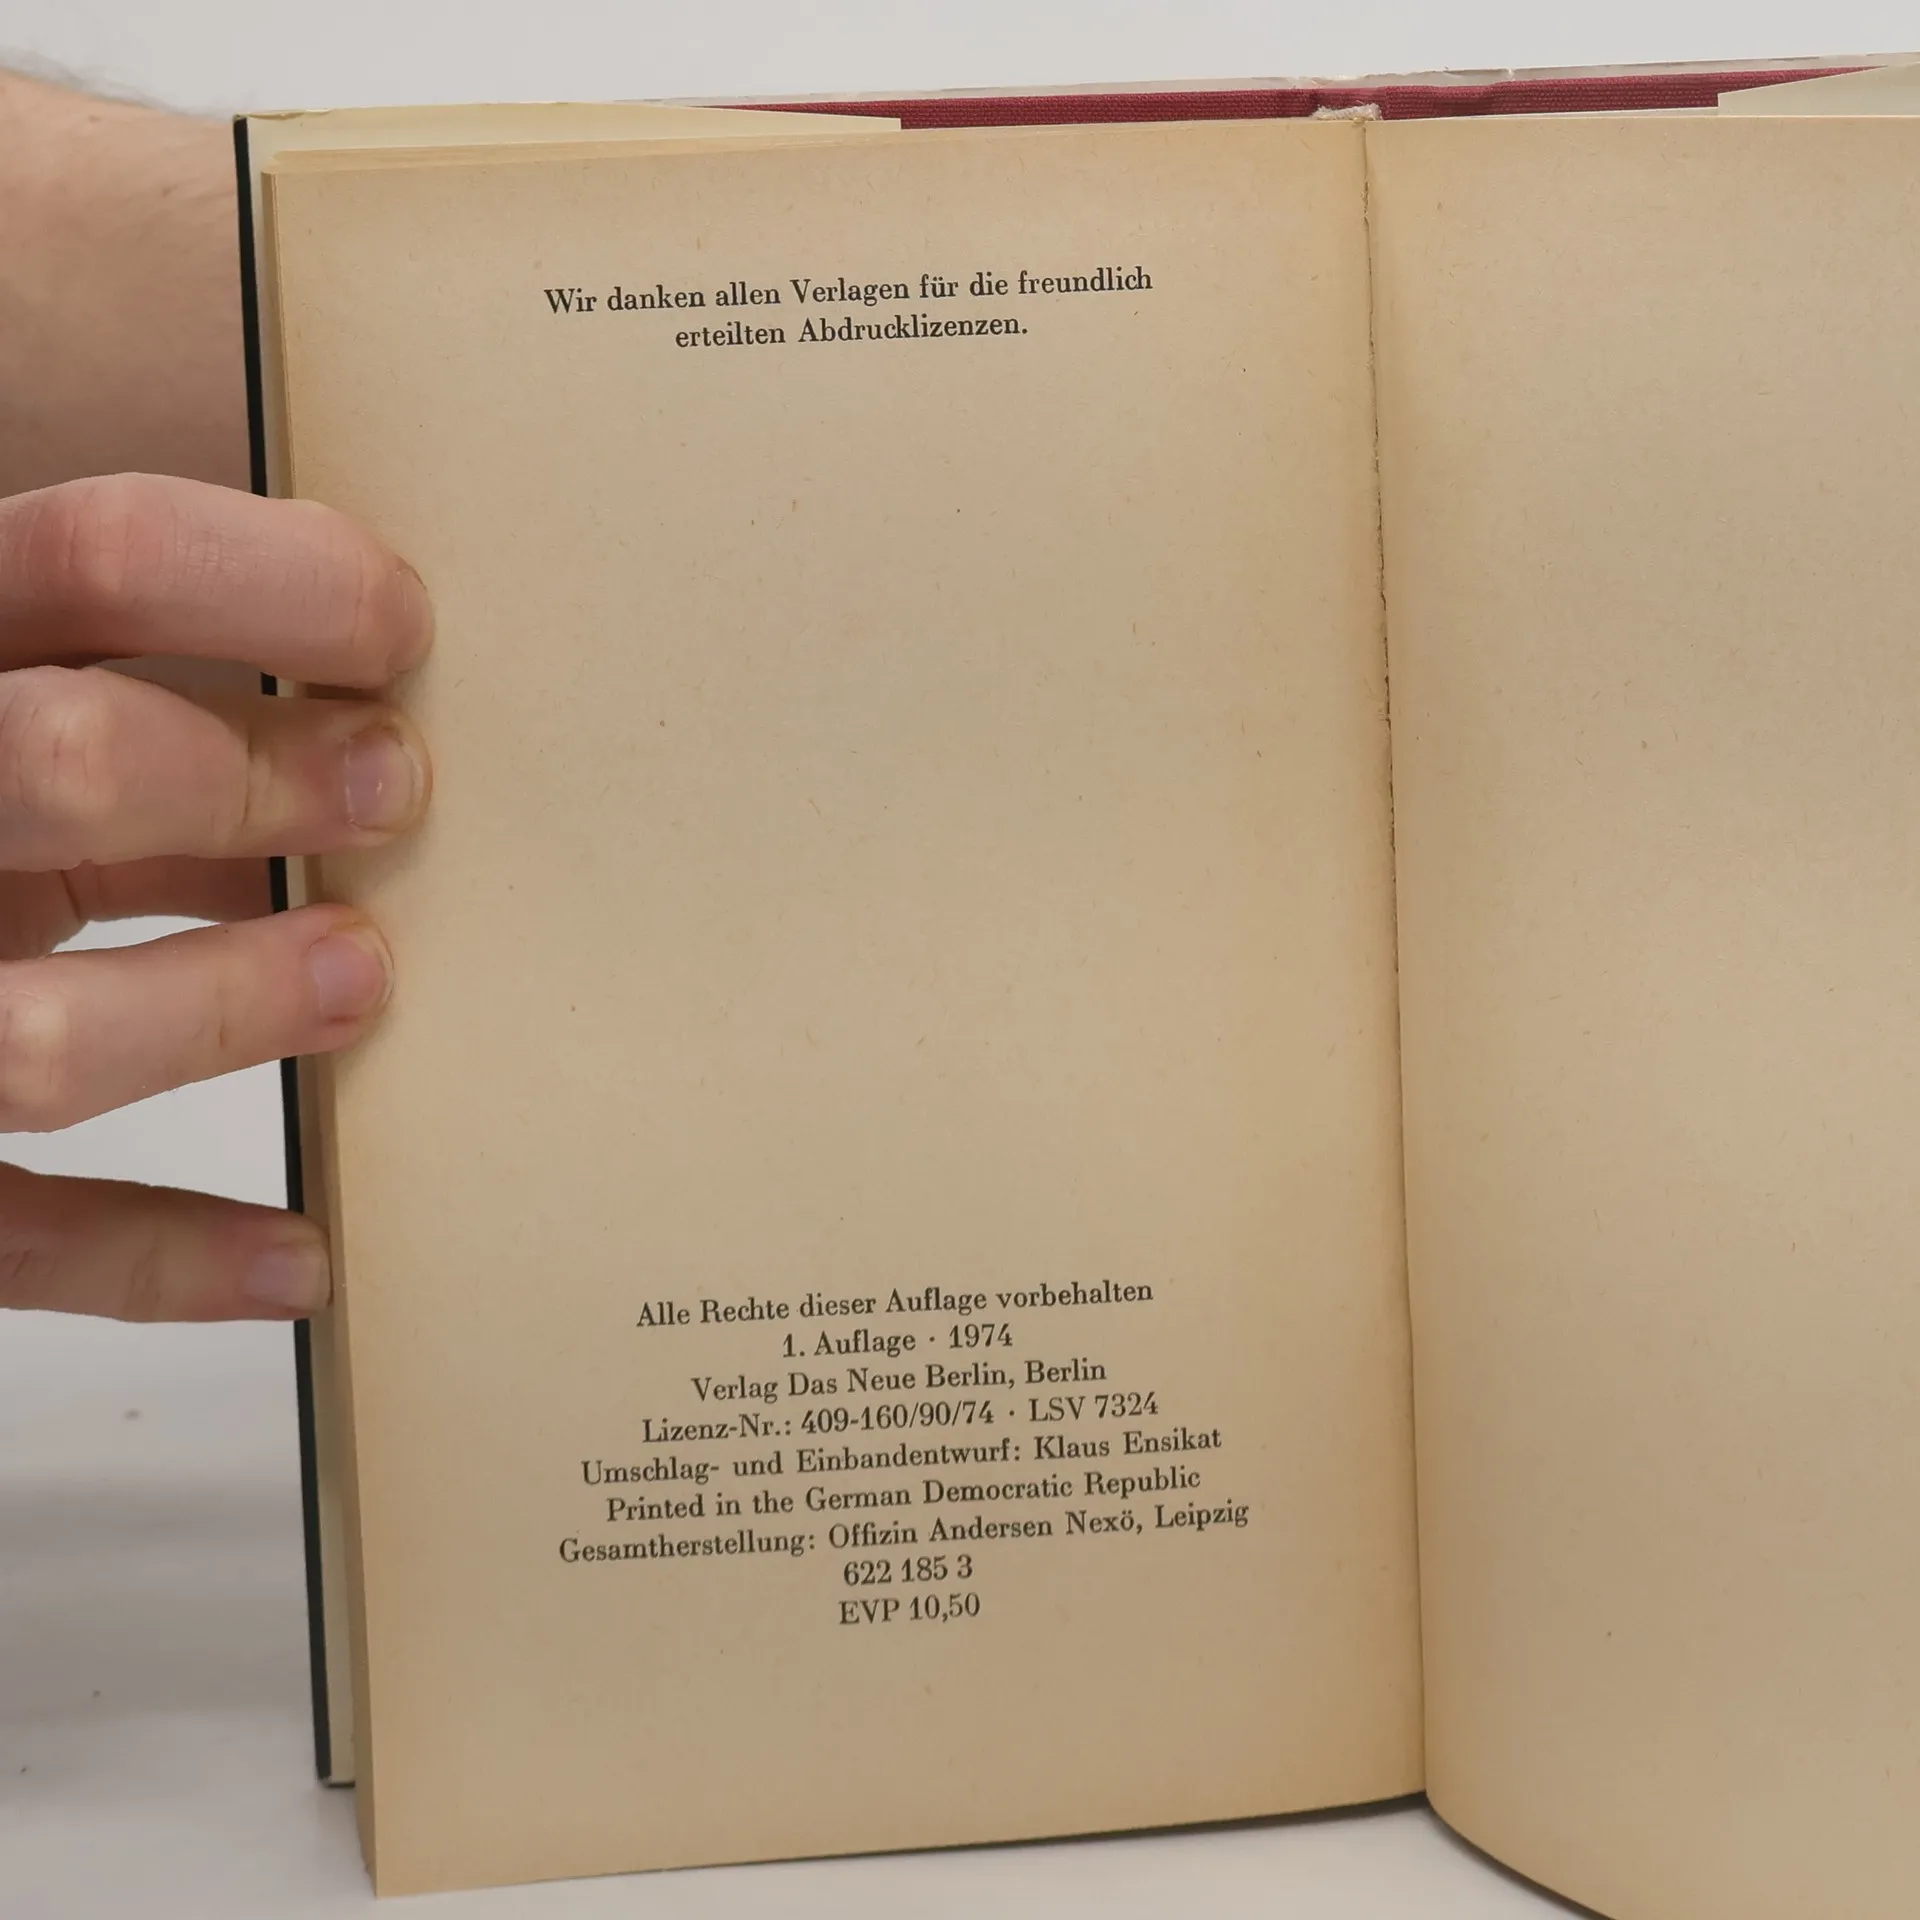 Wir danken allen Verlagen für die freundlich
erteilten Abdrucklizenzen.
Alle Rechte dieser Auflage vorbehalten
1. Auflage · 1974
Verlag Das Neue Berlin, Berlin
Lizenz-Nr.: 409-160/90/74 · LSV 7324
Umschlag- und Einbandentwurf: Klaus Ensikat
Printed in the German Democratic Republic
Gesamtherstellung: Offizin Andersen Nexö, Leipzig
622 185 3
EVP 10,50